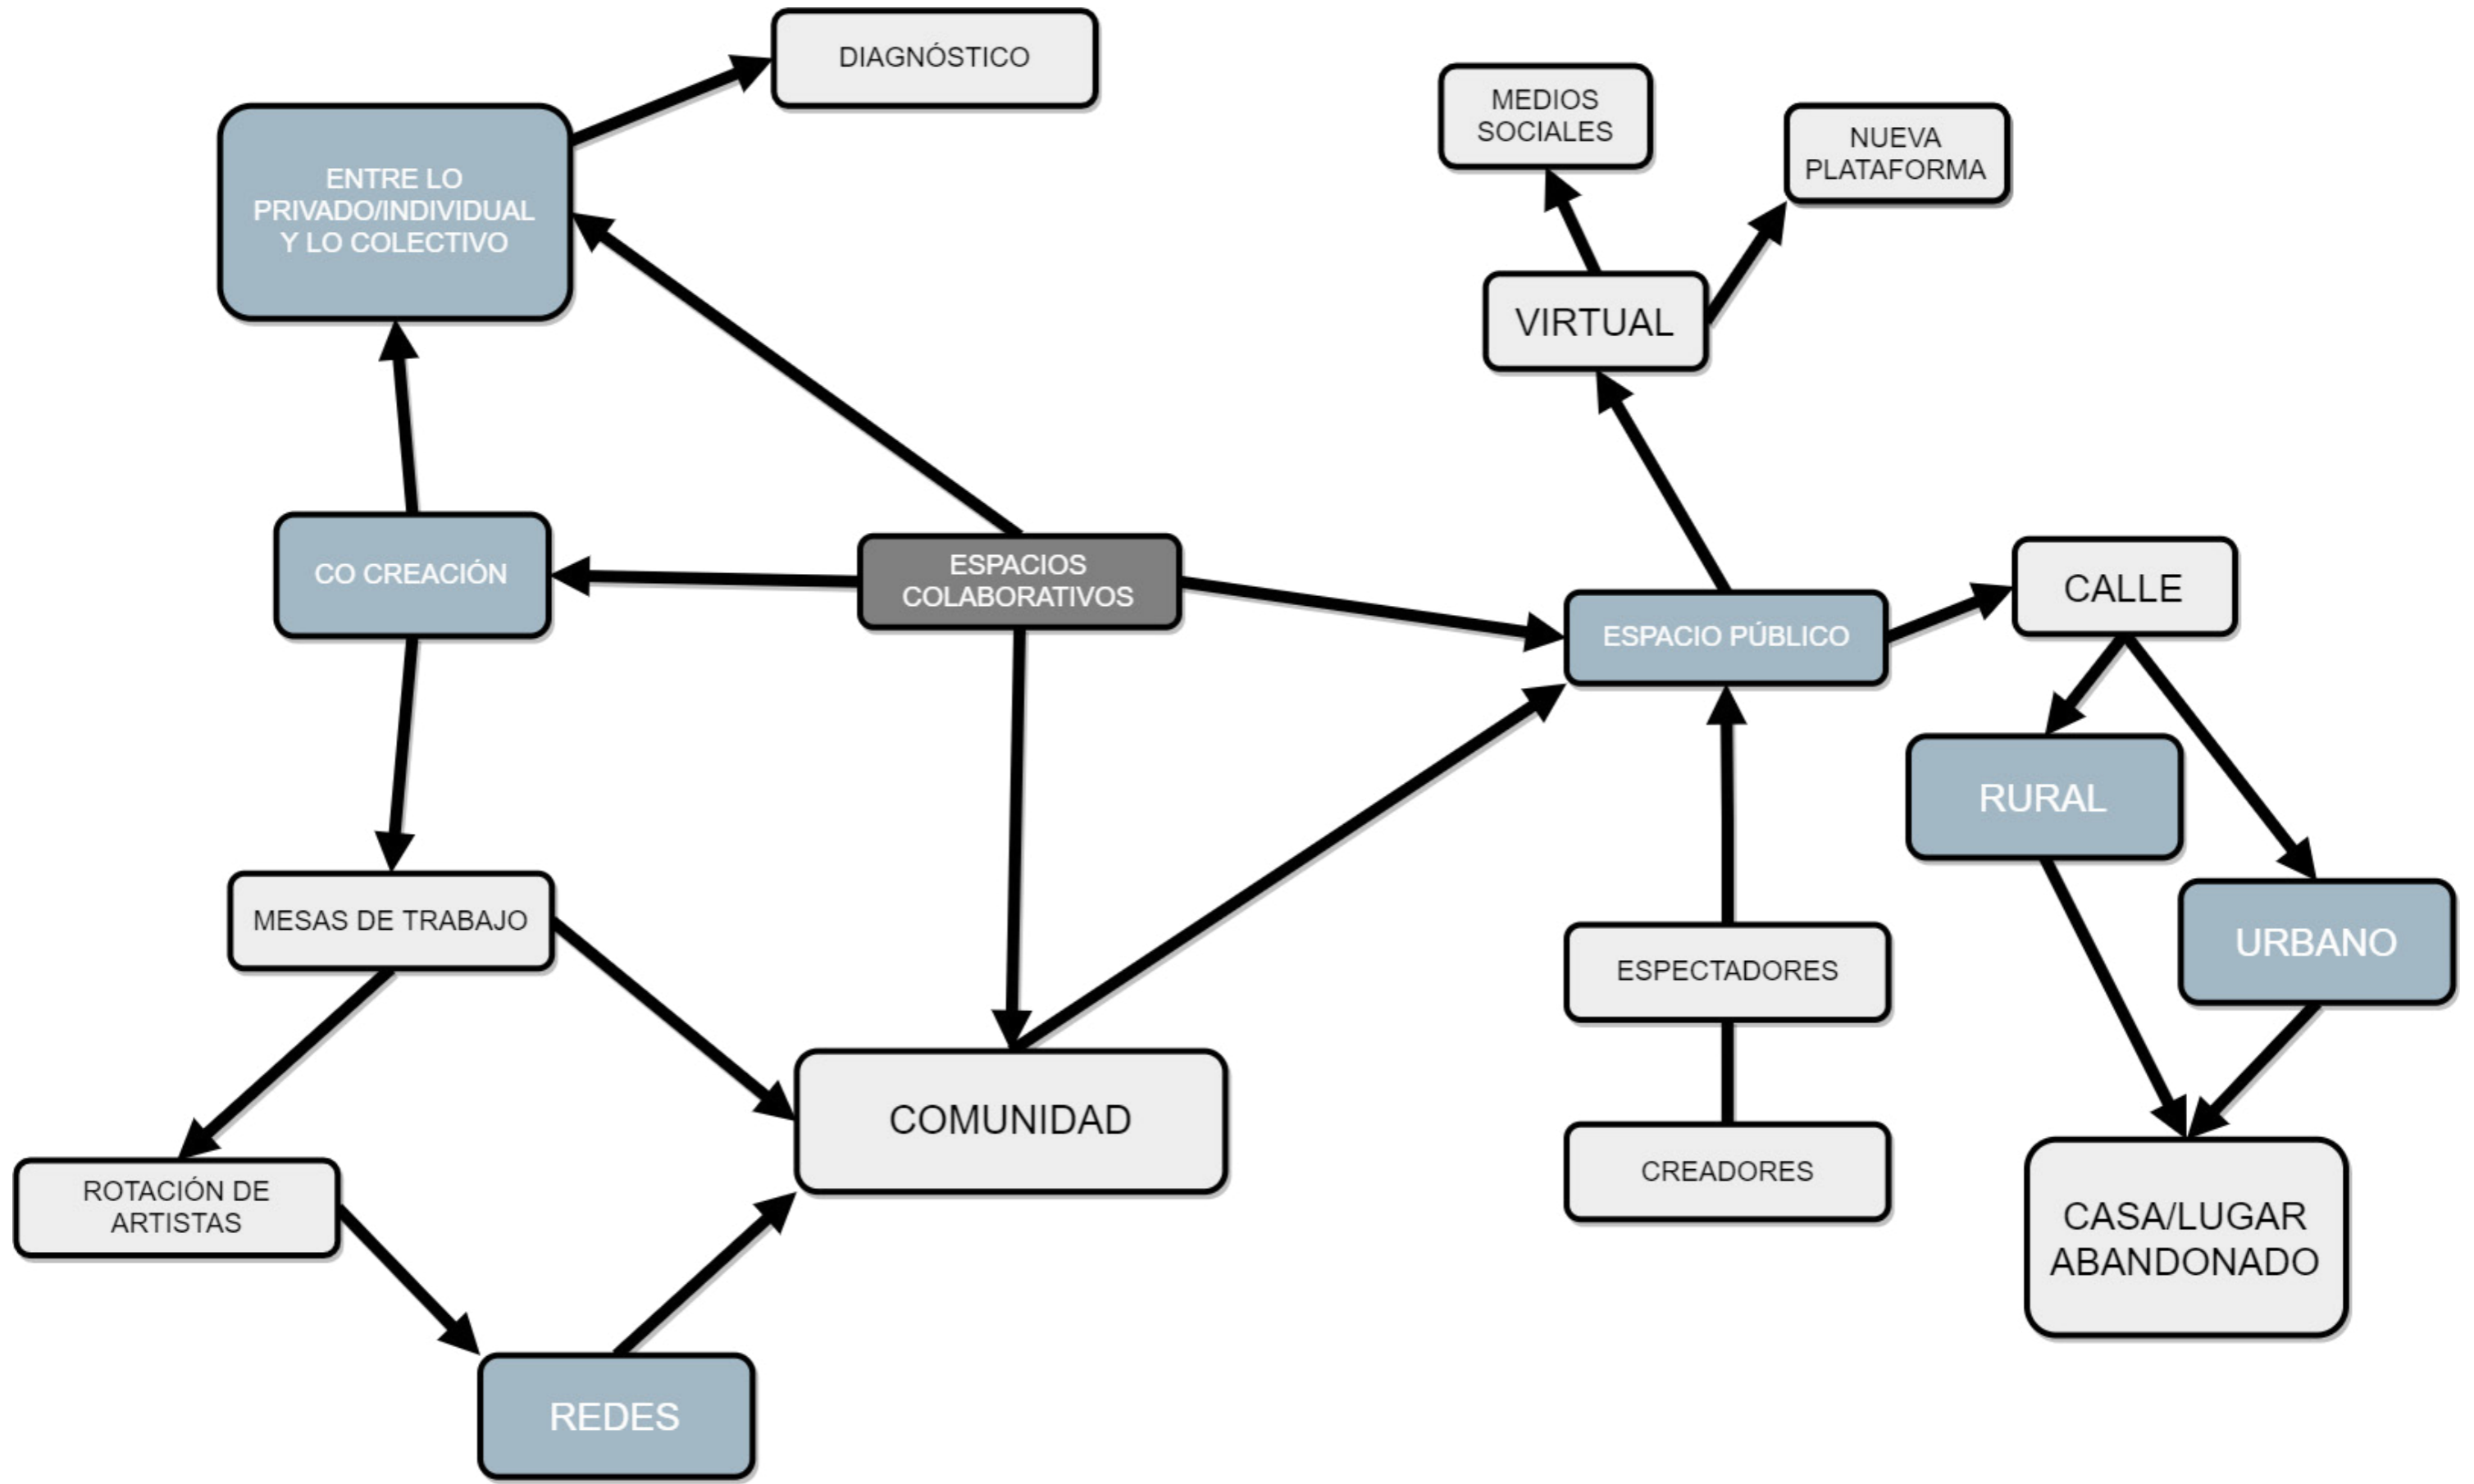 DIAGNÓSTICO
MEDIOS
SOCIALES
NUEVA
PLATAFORMA
ENTRE LO
PRIVADO/INDIVIDUAL
Y LO COLECTIVO
VIRTUAL
CO CREACIÓN
ESPACIOS
COLABORATIVOS
ESPACIO PÚBLICO
CALLE
RURAL
URBANO
MESAS DE TRABAJO
ESPECTADORES
COMUNIDAD
CREADORES
ROTACIÓN DE
ARTISTAS
CASA/LUGAR
ABANDONADO
REDES